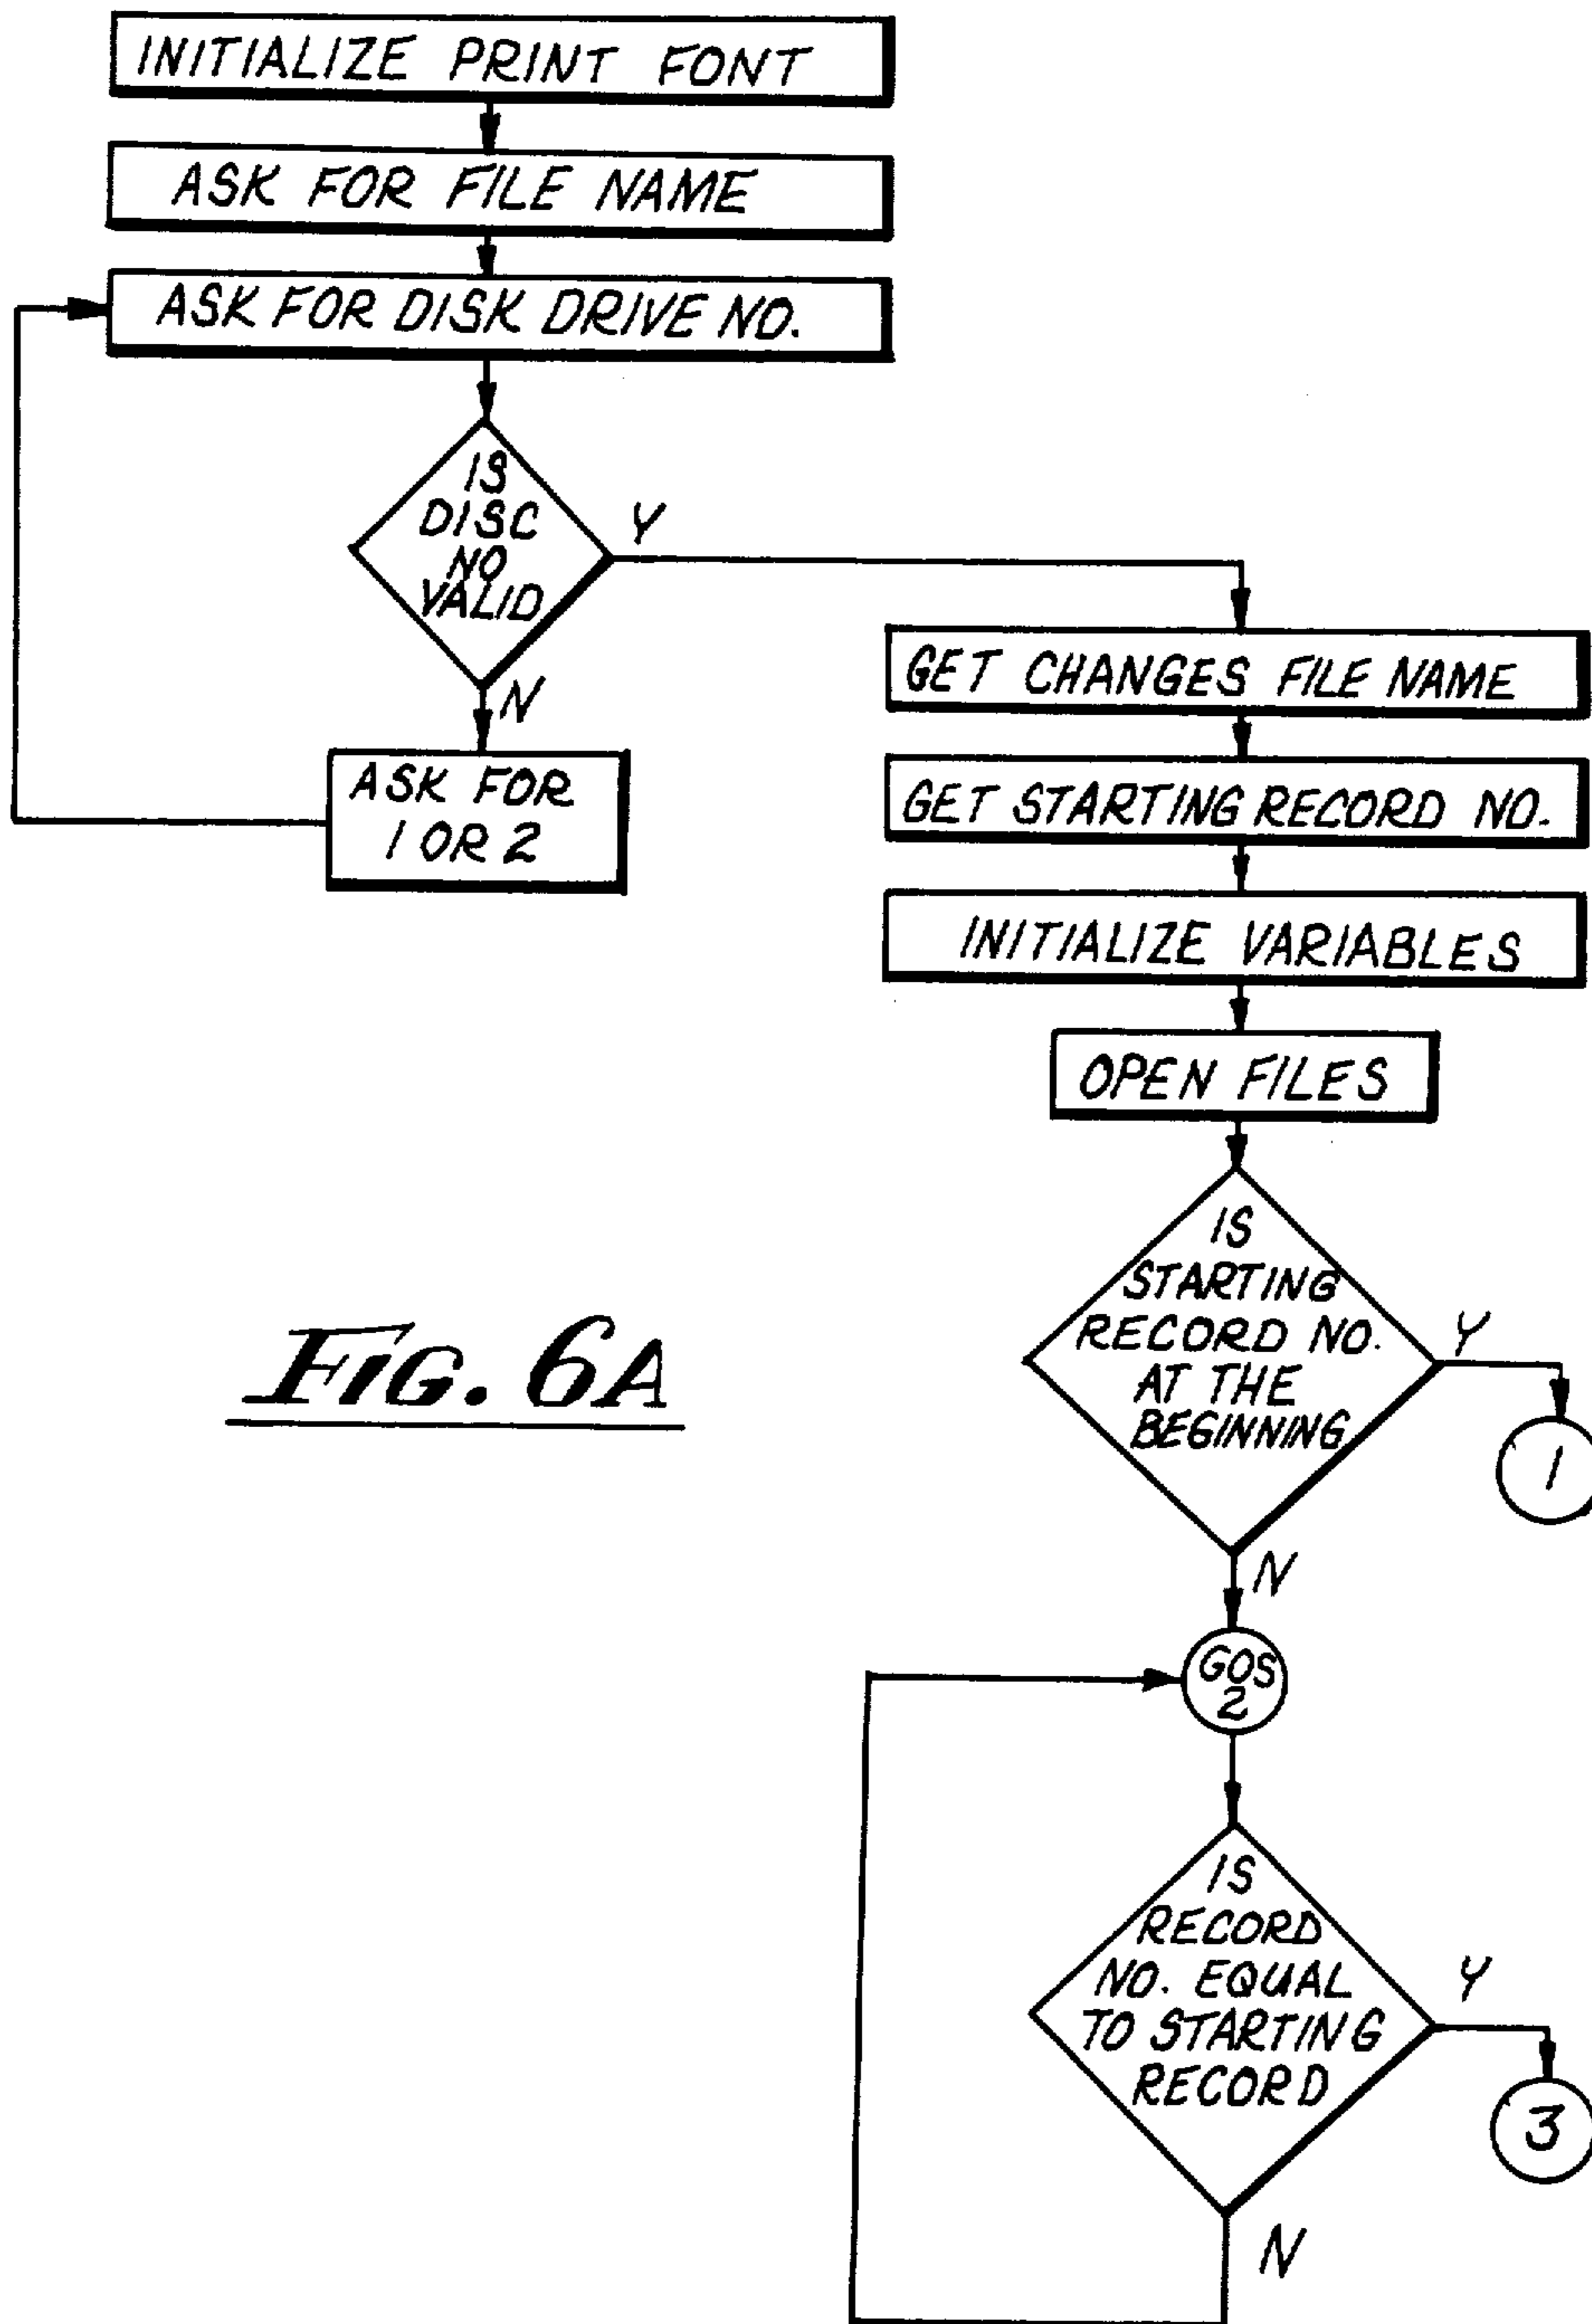 INITIALIZE PRINT FONT
ASK FOR FILE NAME
ASK FOR DISK DRIVE NO.
IS
DISC
NO
VALID
Y
N
ASK FOR
1 OR 2
GET CHANGES FILE NAME
GET STARTING RECORD NO.
INITIALIZE VARIABLES
OPEN FILES
IS
STARTING
RECORD NO.
AT THE
BEGINNING
Y
1
N
GOS
2
IS
RECORD
NO. EQUAL
TO STARTING
RECORD
Y
3
N
FIG. 6A